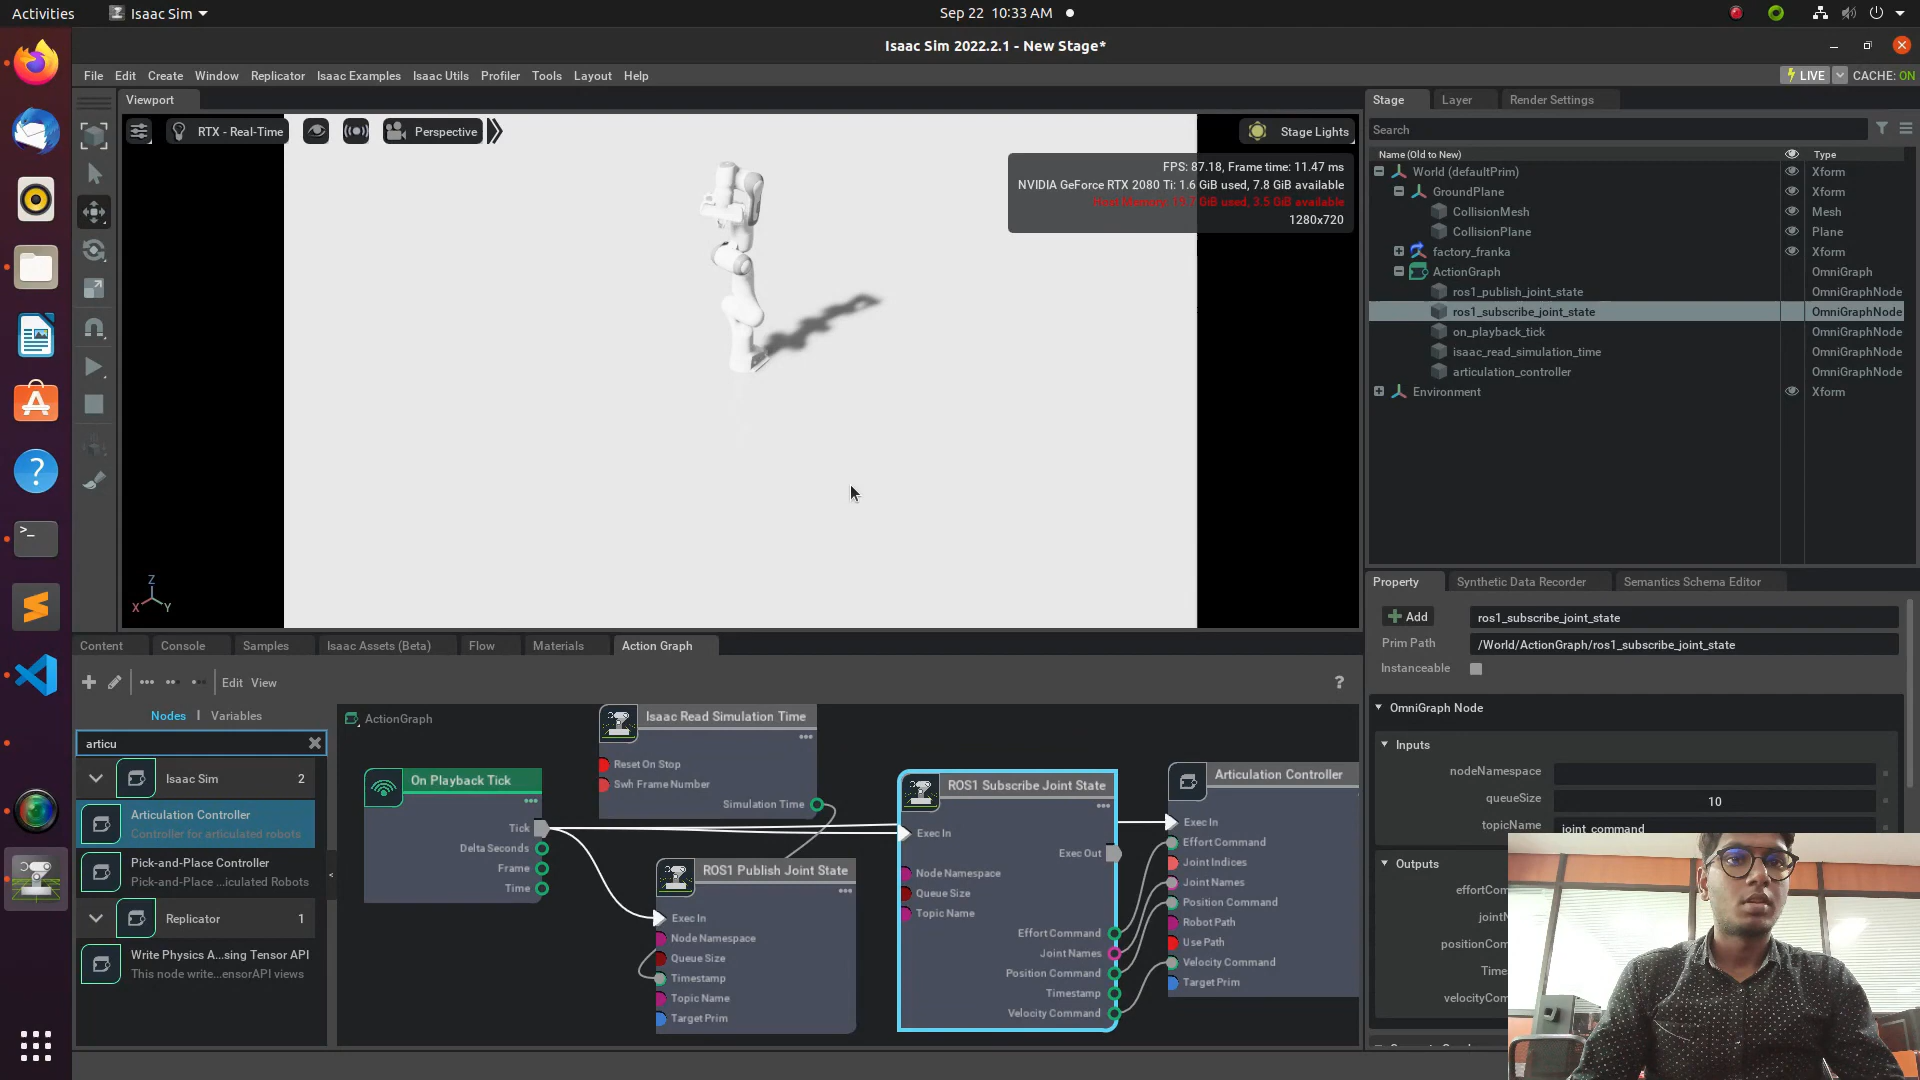 Activities
Isaac Sim
Sep 22 10:33 AM
Isaac Sim 2022.2.1 - New Stage*
File Edit Create Window Replicator Isaac Examples Isaac Utils Profiler Tools Layout Help
LIVE
CACHE: ON
Viewport
RTX - Real-Time
Perspective
Stage Lights
FPS: 87.18, Frame time: 11.47 ms
NVIDIA GeForce RTX 2080 Ti: 1.6 GiB used, 7.8 GiB available
GiB used, 3.5 GiB available
1280x720
Z
X
Y
Stage Layer Render Settings
Search
Name (Old to New) Type
World (defaultPrim) Xform
GroundPlane Xform
CollisionMesh Mesh
CollisionPlane Plane
factory_franka Xform
ActionGraph OmniGraph
ros1_publish_joint_state OmniGraphNode
ros1_subscribe_joint_state OmniGraphNode
on_playback_tick OmniGraphNode
isaac_read_simulation_time OmniGraphNode
articulation_controller OmniGraphNode
Environment Xform
Property Synthetic Data Recorder Semantics Schema Editor
Add ros1_subscribe_joint_state
Prim Path /World/ActionGraph/ros1_subscribe_joint_state
Instanceable
OmniGraph Node
Inputs
nodeNamespace
queueSize 10
topicName joint_command
Outputs
effortCom
jointN
positionCom
Time
velocityCom
Content Console Samples Isaac Assets (Beta) Flow Materials Action Graph
Edit View
?
Nodes | Variables
articu
Isaac Sim 2
Articulation Controller
Controller for articulated robots
Pick-and-Place Controller
Pick-and-Place ...iculated Robots
Replicator 1
Write Physics A...sing Tensor API
This node write...ensorAPI views
ActionGraph
On Playback Tick
Tick
Delta Seconds
Frame
Time
Isaac Read Simulation Time
Reset On Stop
Swh Frame Number
Simulation Time
ROS1 Publish Joint State
Exec In
Node Namespace
Queue Size
Timestamp
Topic Name
Target Prim
ROS1 Subscribe Joint State
Exec In
Exec Out
Node Namespace
Queue Size
Topic Name
Effort Command
Joint Names
Position Command
Timestamp
Velocity Command
Articulation Controller
Exec In
Effort Command
Joint Indices
Joint Names
Position Command
Robot Path
Use Path
Velocity Command
Target Prim